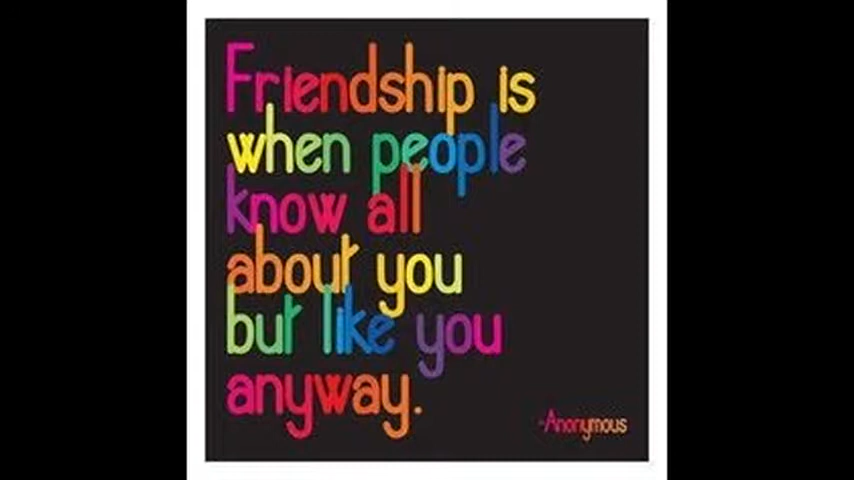 Friendship is
when people
know all
about you
but like you
anyway.
-Anonymous